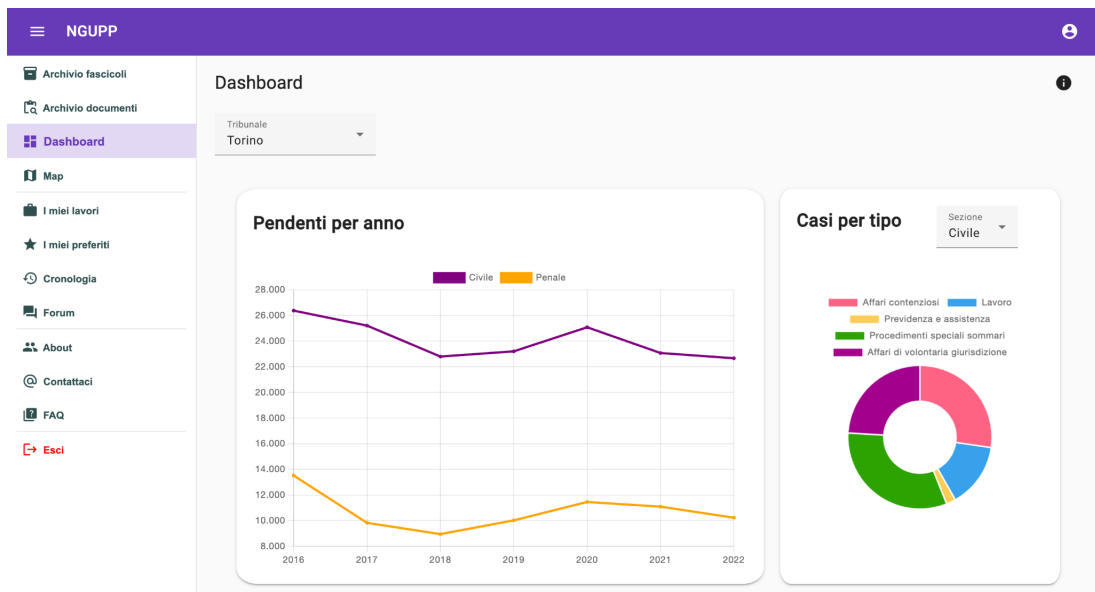 NGUPP
Archivio fascicoli
Archivio documenti
Dashboard
Map
I miei lavori
I miei preferiti
Cronologia
Forum
About
Contattaci
FAQ
Esci
Dashboard
Tribunale
Torino
Pendenti per anno
Civile Penale
28.000
26.000
24.000
22.000
20.000
18.000
16.000
14.000
12.000
10.000
8.000
2016 2017 2018 2019 2020 2021 2022
Casi per tipo
Sezione
Civile
Affari contenziosi Lavoro
Previdenza e assistenza
Procedimenti speciali sommari
Affari di volontaria giurisdizione